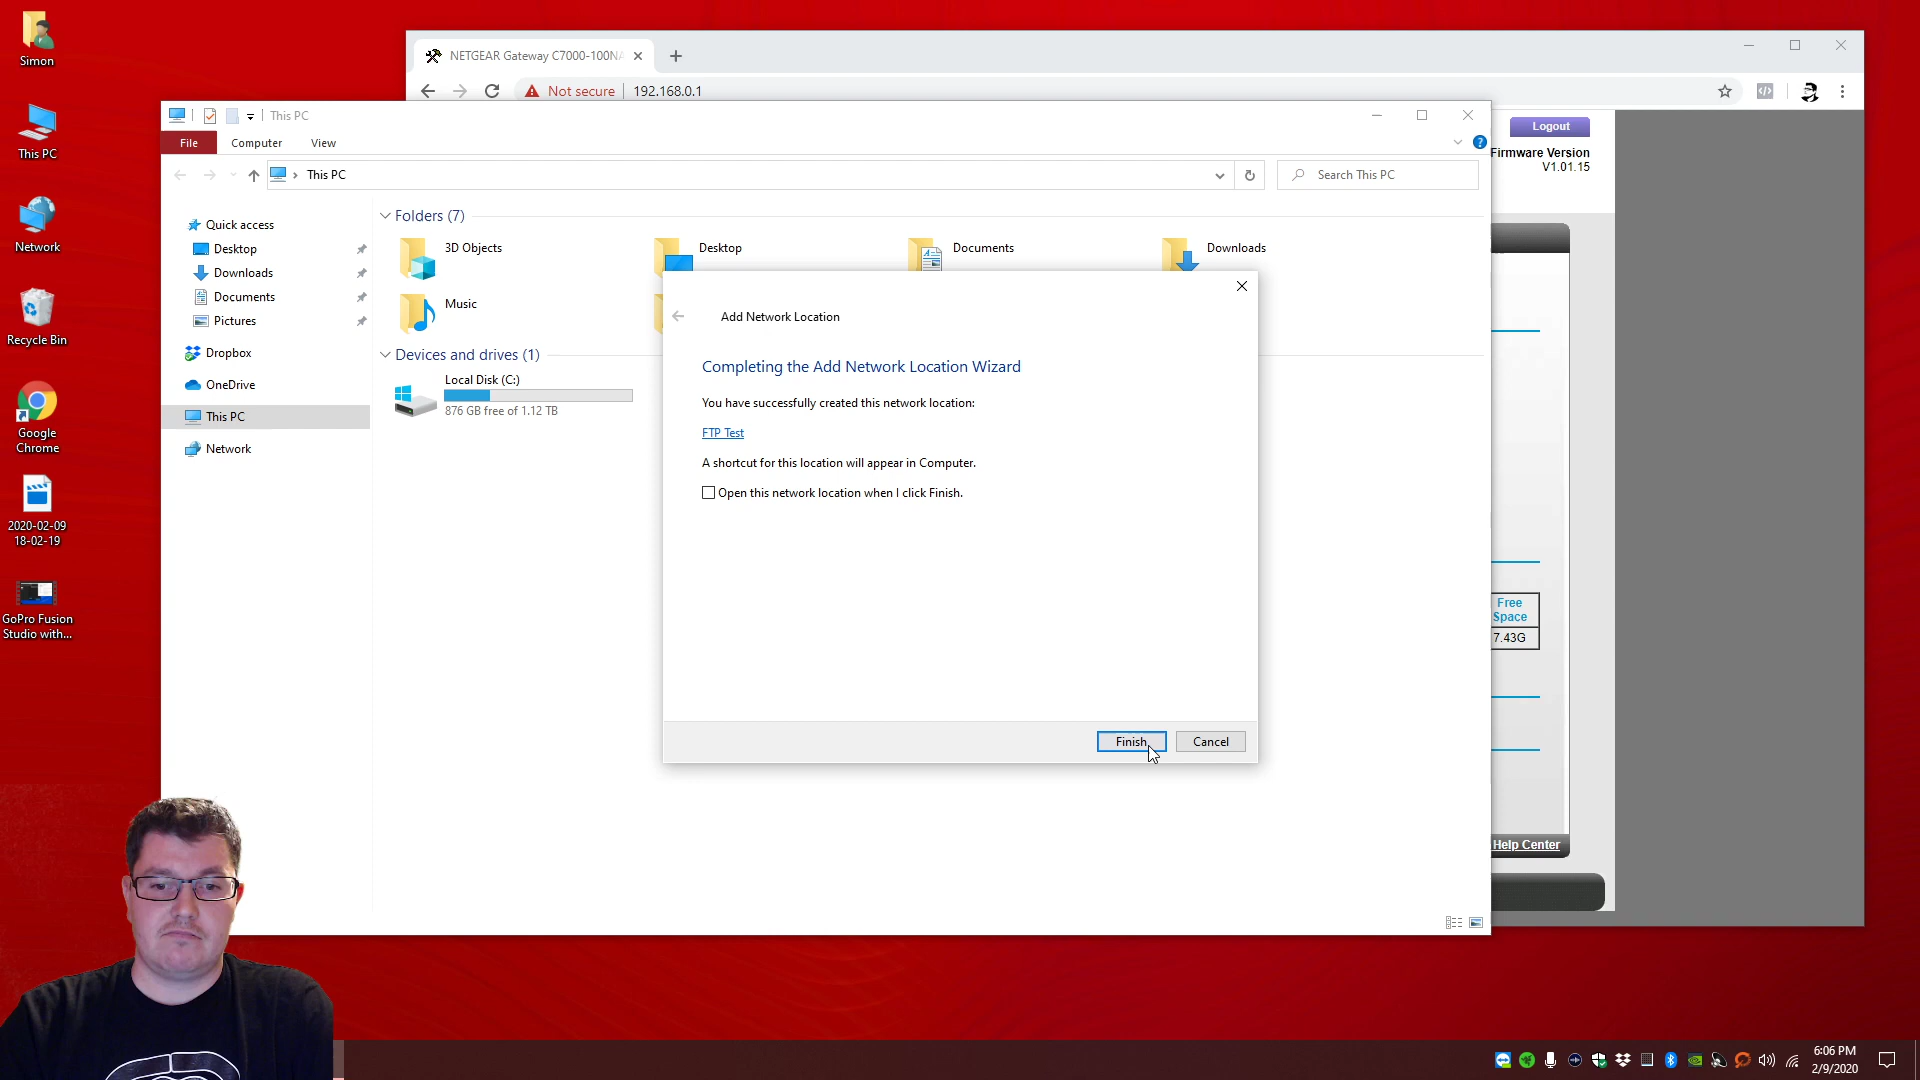 Simon
This PC
Network
Recycle Bin
Google
Chrome
2020-02-09
18-02-19
GoPro Fusion
Studio with...
NETGEAR Gateway C7000-100NA
Not secure
192.168.0.1
Logout
Firmware Version
V1.01.15
Free
Space
7.43G
Help Center
This PC
File
Computer
View
This PC
Search This PC
Quick access
Desktop
Downloads
Documents
Pictures
Dropbox
OneDrive
This PC
Network
Folders (7)
3D Objects
Desktop
Documents
Downloads
Music
Devices and drives (1)
Local Disk (C:)
876 GB free of 1.12 TB
Add Network Location
Completing the Add Network Location Wizard
You have successfully created this network location:
FTP Test
A shortcut for this location will appear in Computer.
Open this network location when I click Finish.
Finish
Cancel
6:06 PM
2/9/2020